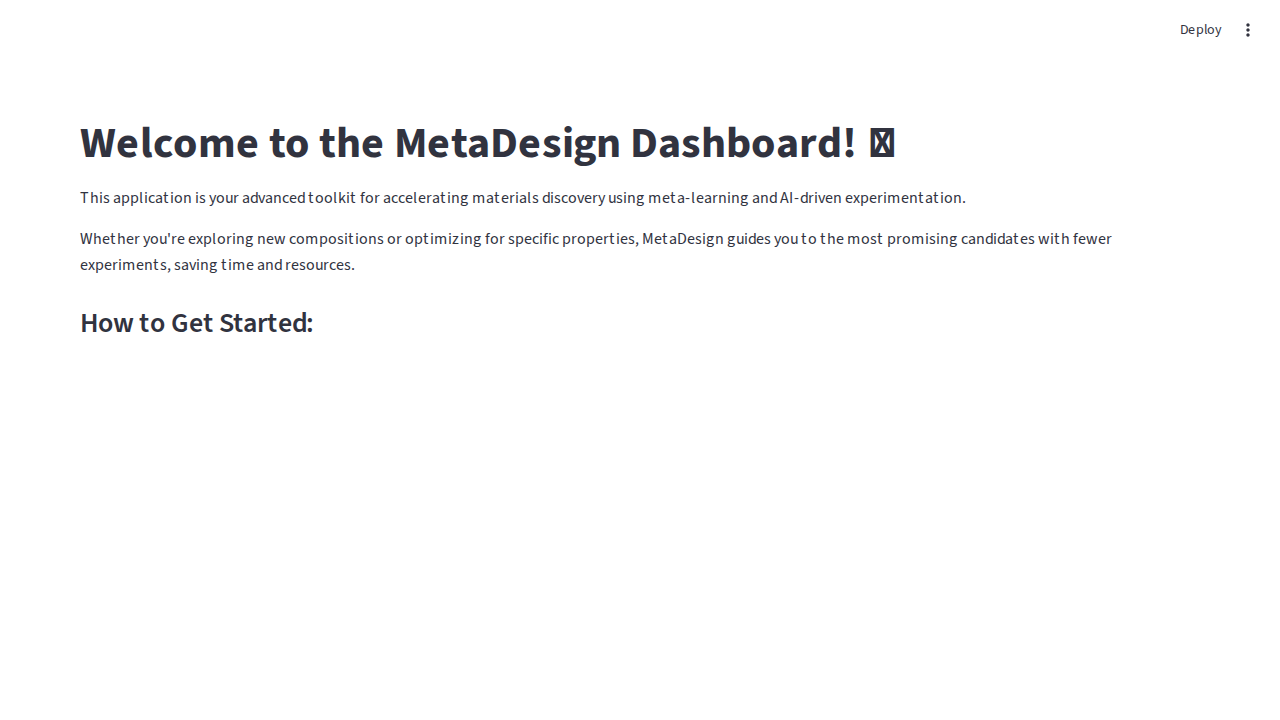 Deploy
Welcome to the MetaDesign Dashboard!
This application is your advanced toolkit for accelerating materials discovery using meta-learning and AI-driven experimentation.
Whether you're exploring new compositions or optimizing for specific properties, MetaDesign guides you to the most promising candidates with fewer
experiments, saving time and resources.
How to Get Started: